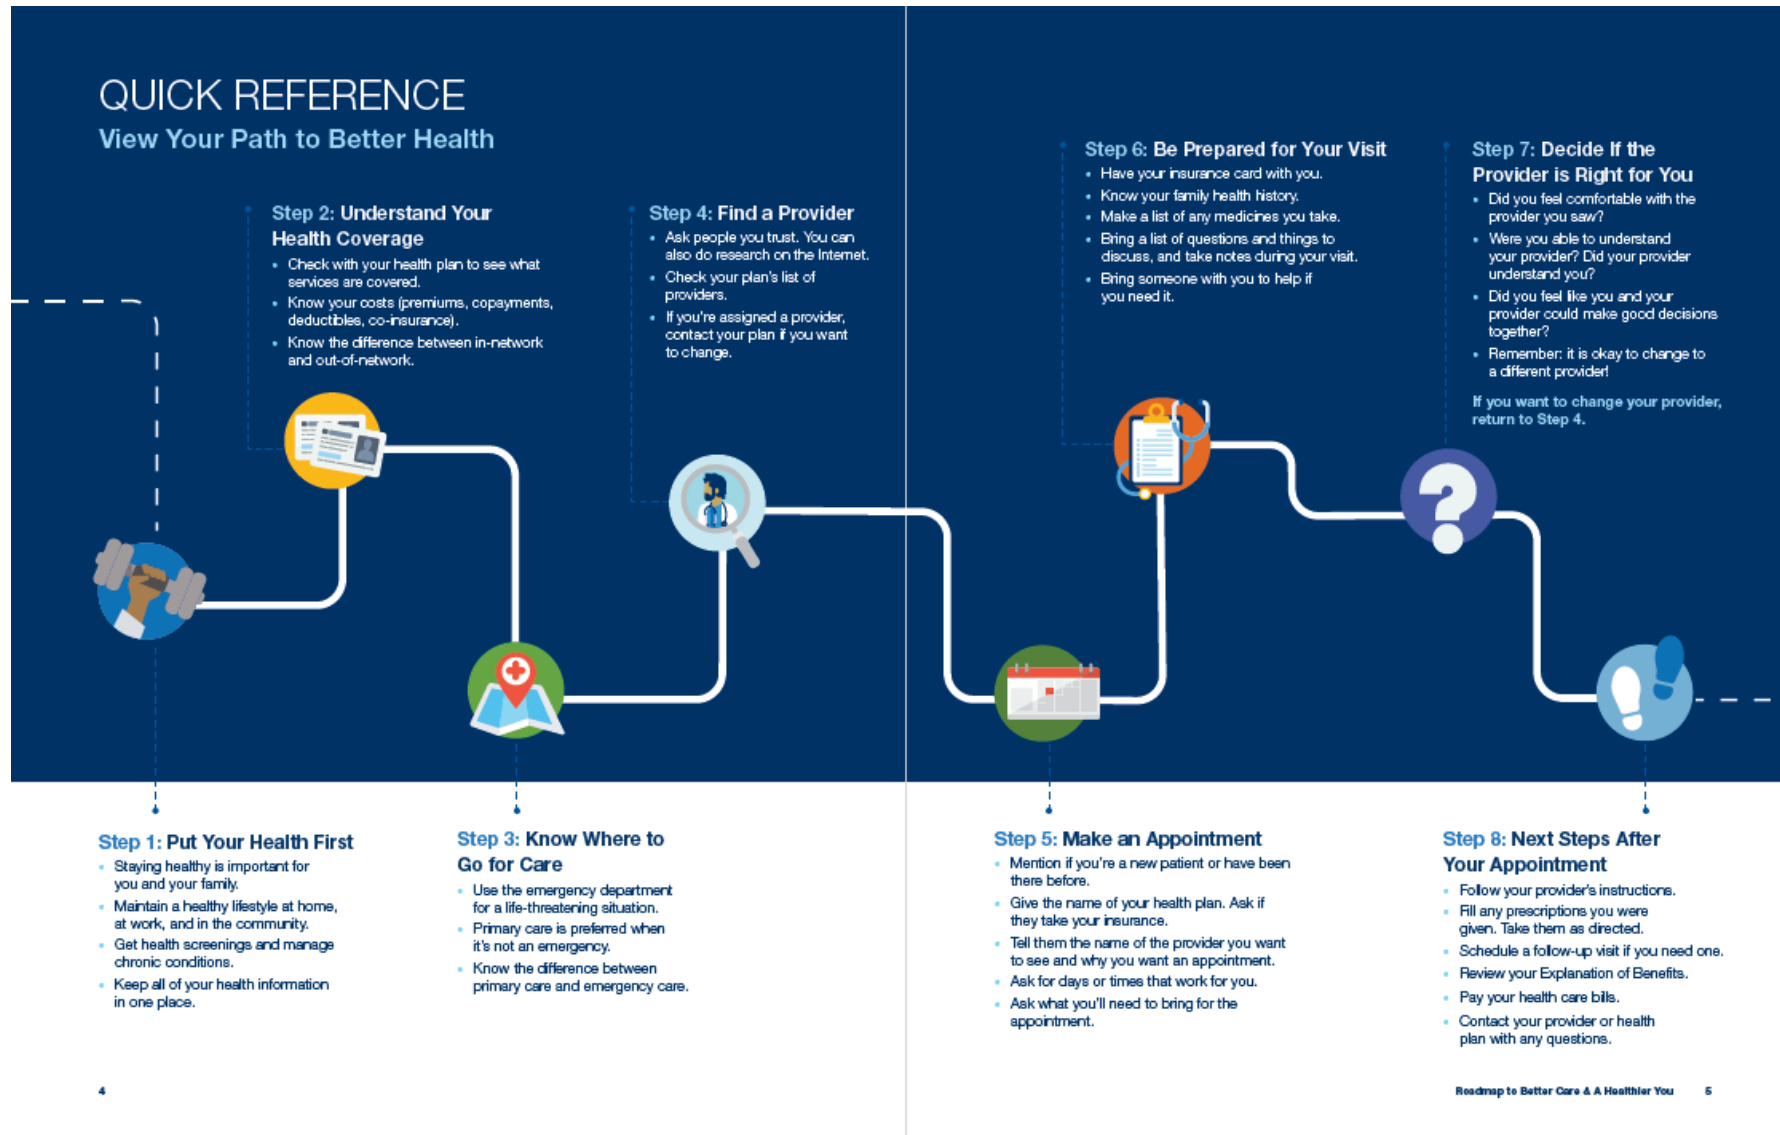 QUICK REFERENCE
View Your Path to Better Health
Step 1: Put Your Health First
• Staying healthy is important for
you and your family.
• Maintain a healthy lifestyle at home,
at work, and in the community.
• Get health screenings and manage
chronic conditions.
• Keep all of your health information
in one place.
Step 2: Understand Your
Health Coverage
• Check with your health plan to see what
services are covered.
• Know your costs (premiums, copayments,
deductibles, co-insurance).
• Know the difference between in-network
and out-of-network.
Step 3: Know Where to
Go for Care
• Use the emergency department
for a life-threatening situation.
• Primary care is preferred when
it's not an emergency.
• Know the difference between
primary care and emergency care.
Step 4: Find a Provider
• Ask people you trust. You can
also do research on the Internet.
• Check your plan's list of
providers.
• If you're assigned a provider,
contact your plan if you want
to change.
Step 5: Make an Appointment
• Mention if you're a new patient or have been
there before.
• Give the name of your health plan. Ask if
they take your insurance.
• Tell them the name of the provider you want
to see and why you want an appointment.
• Ask for days or times that work for you.
• Ask what you'll need to bring for the
appointment.
Step 6: Be Prepared for Your Visit
• Have your insurance card with you.
• Know your family health history.
• Make a list of any medicines you take.
• Bring a list of questions and things to
discuss, and take notes during your visit.
• Bring someone with you to help if
you need it.
Step 7: Decide If the
Provider is Right for You
• Did you feel comfortable with the
provider you saw?
• Were you able to understand
your provider? Did your provider
understand you?
• Did you feel like you and your
provider could make good decisions
together?
• Remember: it is okay to change to
a different provider!
If you want to change your provider,
return to Step 4.
Step 8: Next Steps After
Your Appointment
• Follow your provider's instructions.
• Fill any prescriptions you were
given. Take them as directed.
• Schedule a follow-up visit if you need one.
• Review your Explanation of Benefits.
• Pay your health care bills.
• Contact your provider or health
plan with any questions.
4
Roadmap to Better Care & A Healthier You 5